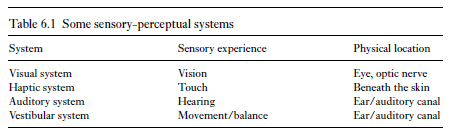 Table 6.1 Some sensory-perceptual systems
System Sensory experience Physical location
Visual system Vision Eye, optic nerve
Haptic system Touch Beneath the skin
Auditory system Hearing Ear/auditory canal
Vestibular system Movement/balance Ear/auditory canal